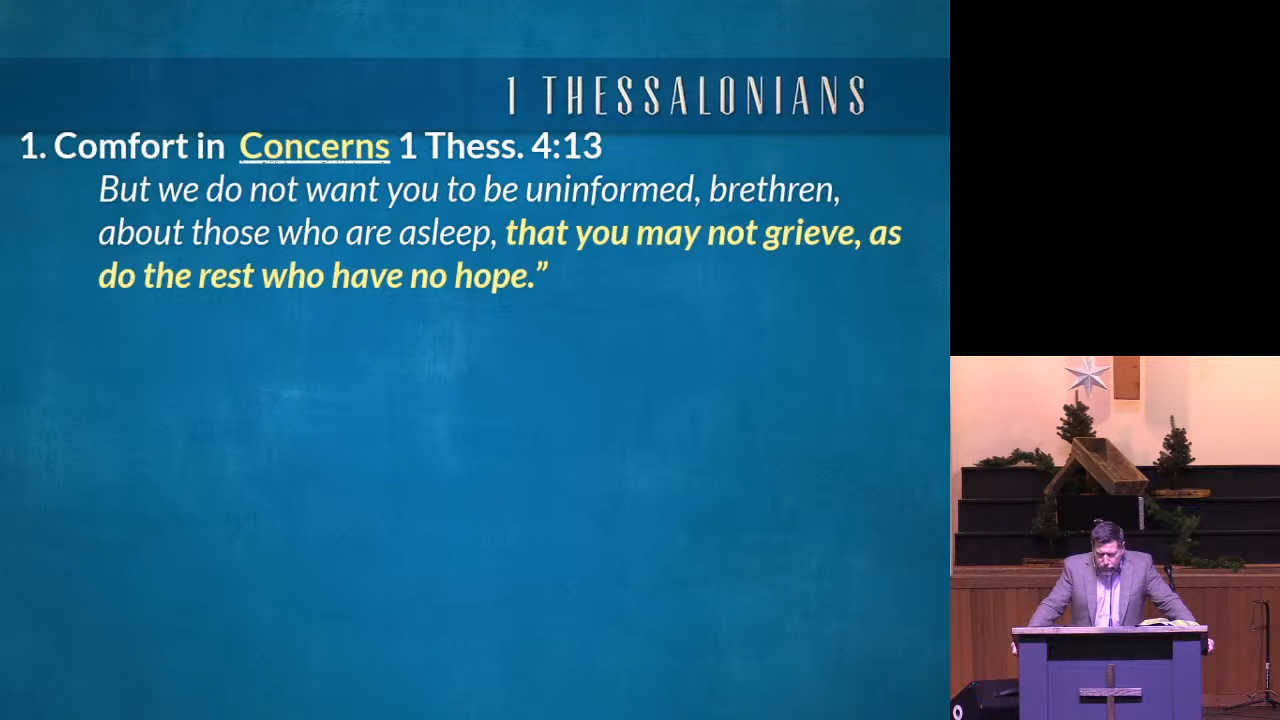 1 THESSALONIANS
1. Comfort in Concerns 1 Thess. 4:13
But we do not want you to be uninformed, brethren,
about those who are asleep, that you may not grieve, as
do the rest who have no hope.”